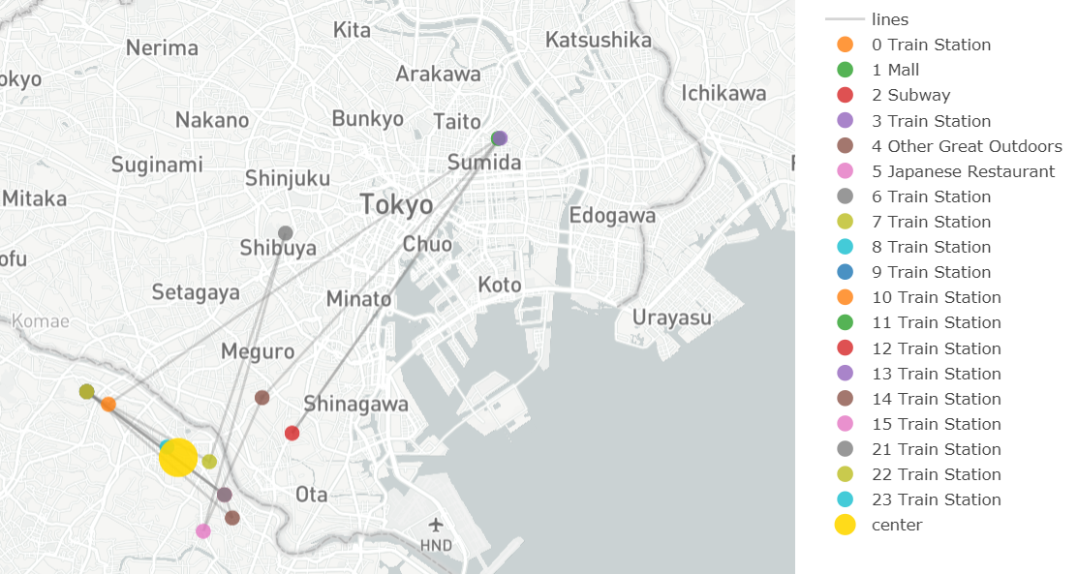 Kita
Nerima
Katsushika
Arakawa
okyo
Ichikawa
Nakano
Bunkyo
Taito
Suginami
Sumida
Shinjuku
Mitaka
Tokyo
Edogawa
Shibuya
Chuo
ofu
Setagaya
Minato
Koto
Komae
Urayasu
Meguro
Shinagawa
Ota
HND
lines
0 Train Station
1 Mall
2 Subway
3 Train Station
4 Other Great Outdoors
5 Japanese Restaurant
6 Train Station
7 Train Station
8 Train Station
9 Train Station
10 Train Station
11 Train Station
12 Train Station
13 Train Station
14 Train Station
15 Train Station
21 Train Station
22 Train Station
23 Train Station
center